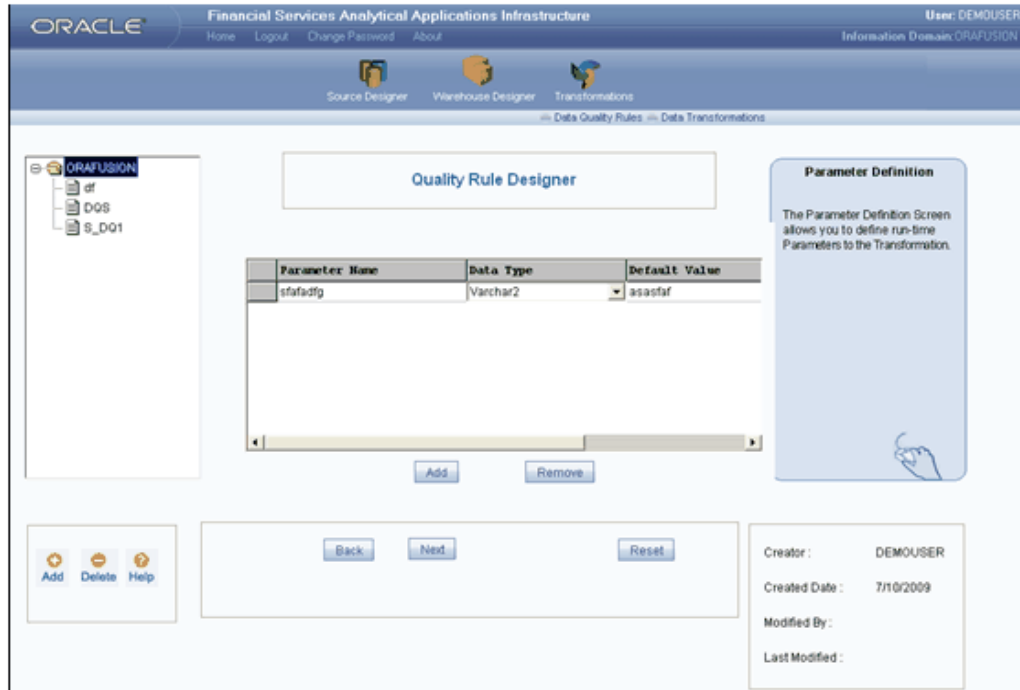 ORACLE
Financial Services Analytical Applications Infrastructure
User: DEMOUSER
Home Logout Change Password About
Information Domain:ORAFUSION
Source Designer Warehouse Designer Transformations
Data Quality Rules Data Transformations
ORAFUSION
df
DQS
S_DQ1
Quality Rule Designer
Parameter Name Data Type Default Value
sfafadfg Varchar2 asasfaf
Add Remove
Parameter Definition
The Parameter Definition Screen
allows you to define run-time
Parameters to the Transformation.
Add Delete Help
Back Next Reset
Creator : DEMOUSER
Created Date : 7/10/2009
Modified By :
Last Modified :